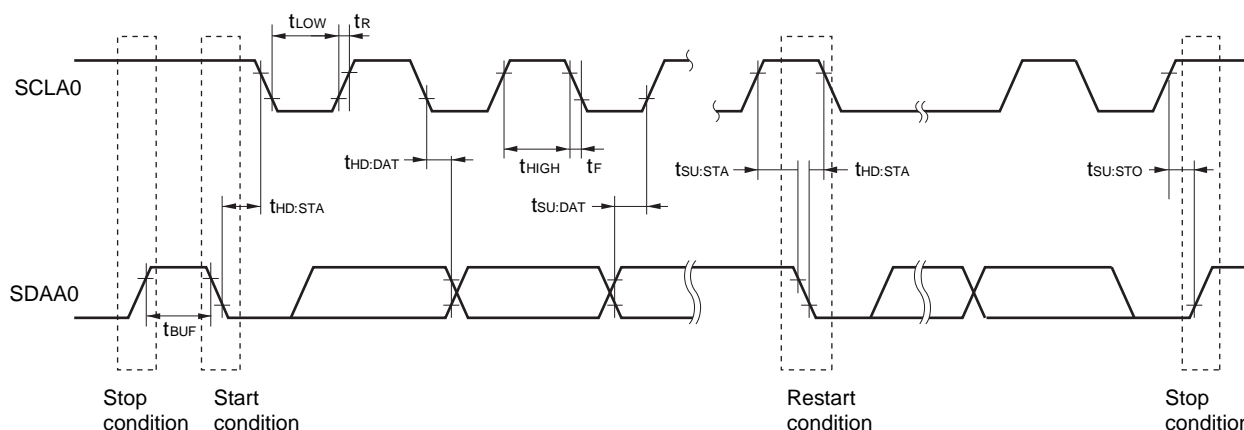 tLOW tR
SCLA0
tHD:DAT tHIGH tF tSU:STA tHD:STA tSU:STO
tHD:STA tSU:DAT
SDAA0
tBUF
Stop condition
Start condition
Restart condition
Stop condition